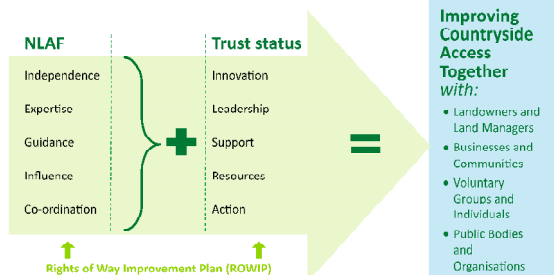 NLAF
Independence
Expertise
Guidance
Influence
Co-ordination
+
Trust status
Innovation
Leadership
Support
Resources
Action
=
Rights of Way Improvement Plan (ROWIP)
Improving
Countryside
Access
Together
with:
• Landowners and
Land Managers
• Businesses and
Communities
• Voluntary
Groups and
Individuals
• Public Bodies
and
Organisations